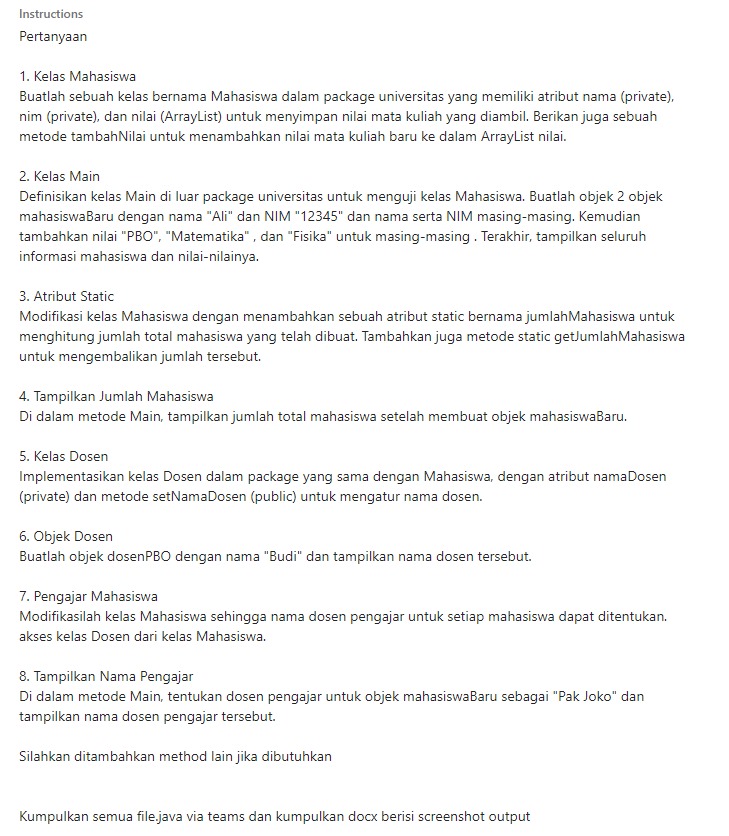 Instructions
Pertanyaan
1. Kelas Mahasiswa
Buatlah sebuah kelas bernama Mahasiswa dalam package universitas yang memiliki atribut nama (private),
nim (private), dan nilai (ArrayList) untuk menyimpan nilai mata kuliah yang diambil. Berikan juga sebuah
metode tambahNilai untuk menambahkan nilai mata kuliah baru ke dalam ArrayList nilai.
2. Kelas Main
Definisikan kelas Main di luar package universitas untuk menguji kelas Mahasiswa. Buatlah objek 2 objek
mahasiswaBaru dengan nama "Ali" dan NIM "12345" dan nama serta NIM masing-masing. Kemudian
tambahkan nilai "PBO", "Matematika" , dan "Fisika" untuk masing-masing . Terakhir, tampilkan seluruh
informasi mahasiswa dan nilai-nilainya.
3. Atribut Static
Modifikasi kelas Mahasiswa dengan menambahkan sebuah atribut static bernama jumlahMahasiswa untuk
menghitung jumlah total mahasiswa yang telah dibuat. Tambahkan juga metode static getJumlahMahasiswa
untuk mengembalikan jumlah tersebut.
4. Tampilkan Jumlah Mahasiswa
Di dalam metode Main, tampilkan jumlah total mahasiswa setelah membuat objek mahasiswaBaru.
5. Kelas Dosen
Implementasikan kelas Dosen dalam package yang sama dengan Mahasiswa, dengan atribut namaDosen
(private) dan metode setNamaDosen (public) untuk mengatur nama dosen.
6. Objek Dosen
Buatlah objek dosenPBO dengan nama "Budi" dan tampilkan nama dosen tersebut.
7. Pengajar Mahasiswa
Modifikasilah kelas Mahasiswa sehingga nama dosen pengajar untuk setiap mahasiswa dapat ditentukan.
akses kelas Dosen dari kelas Mahasiswa.
8. Tampilkan Nama Pengajar
Di dalam metode Main, tentukan dosen pengajar untuk objek mahasiswaBaru sebagai "Pak Joko" dan
tampilkan nama dosen pengajar tersebut.
Silahkan ditambahkan method lain jika dibutuhkan
Kumpulkan semua file.java via teams dan kumpulkan docx berisi screenshot output